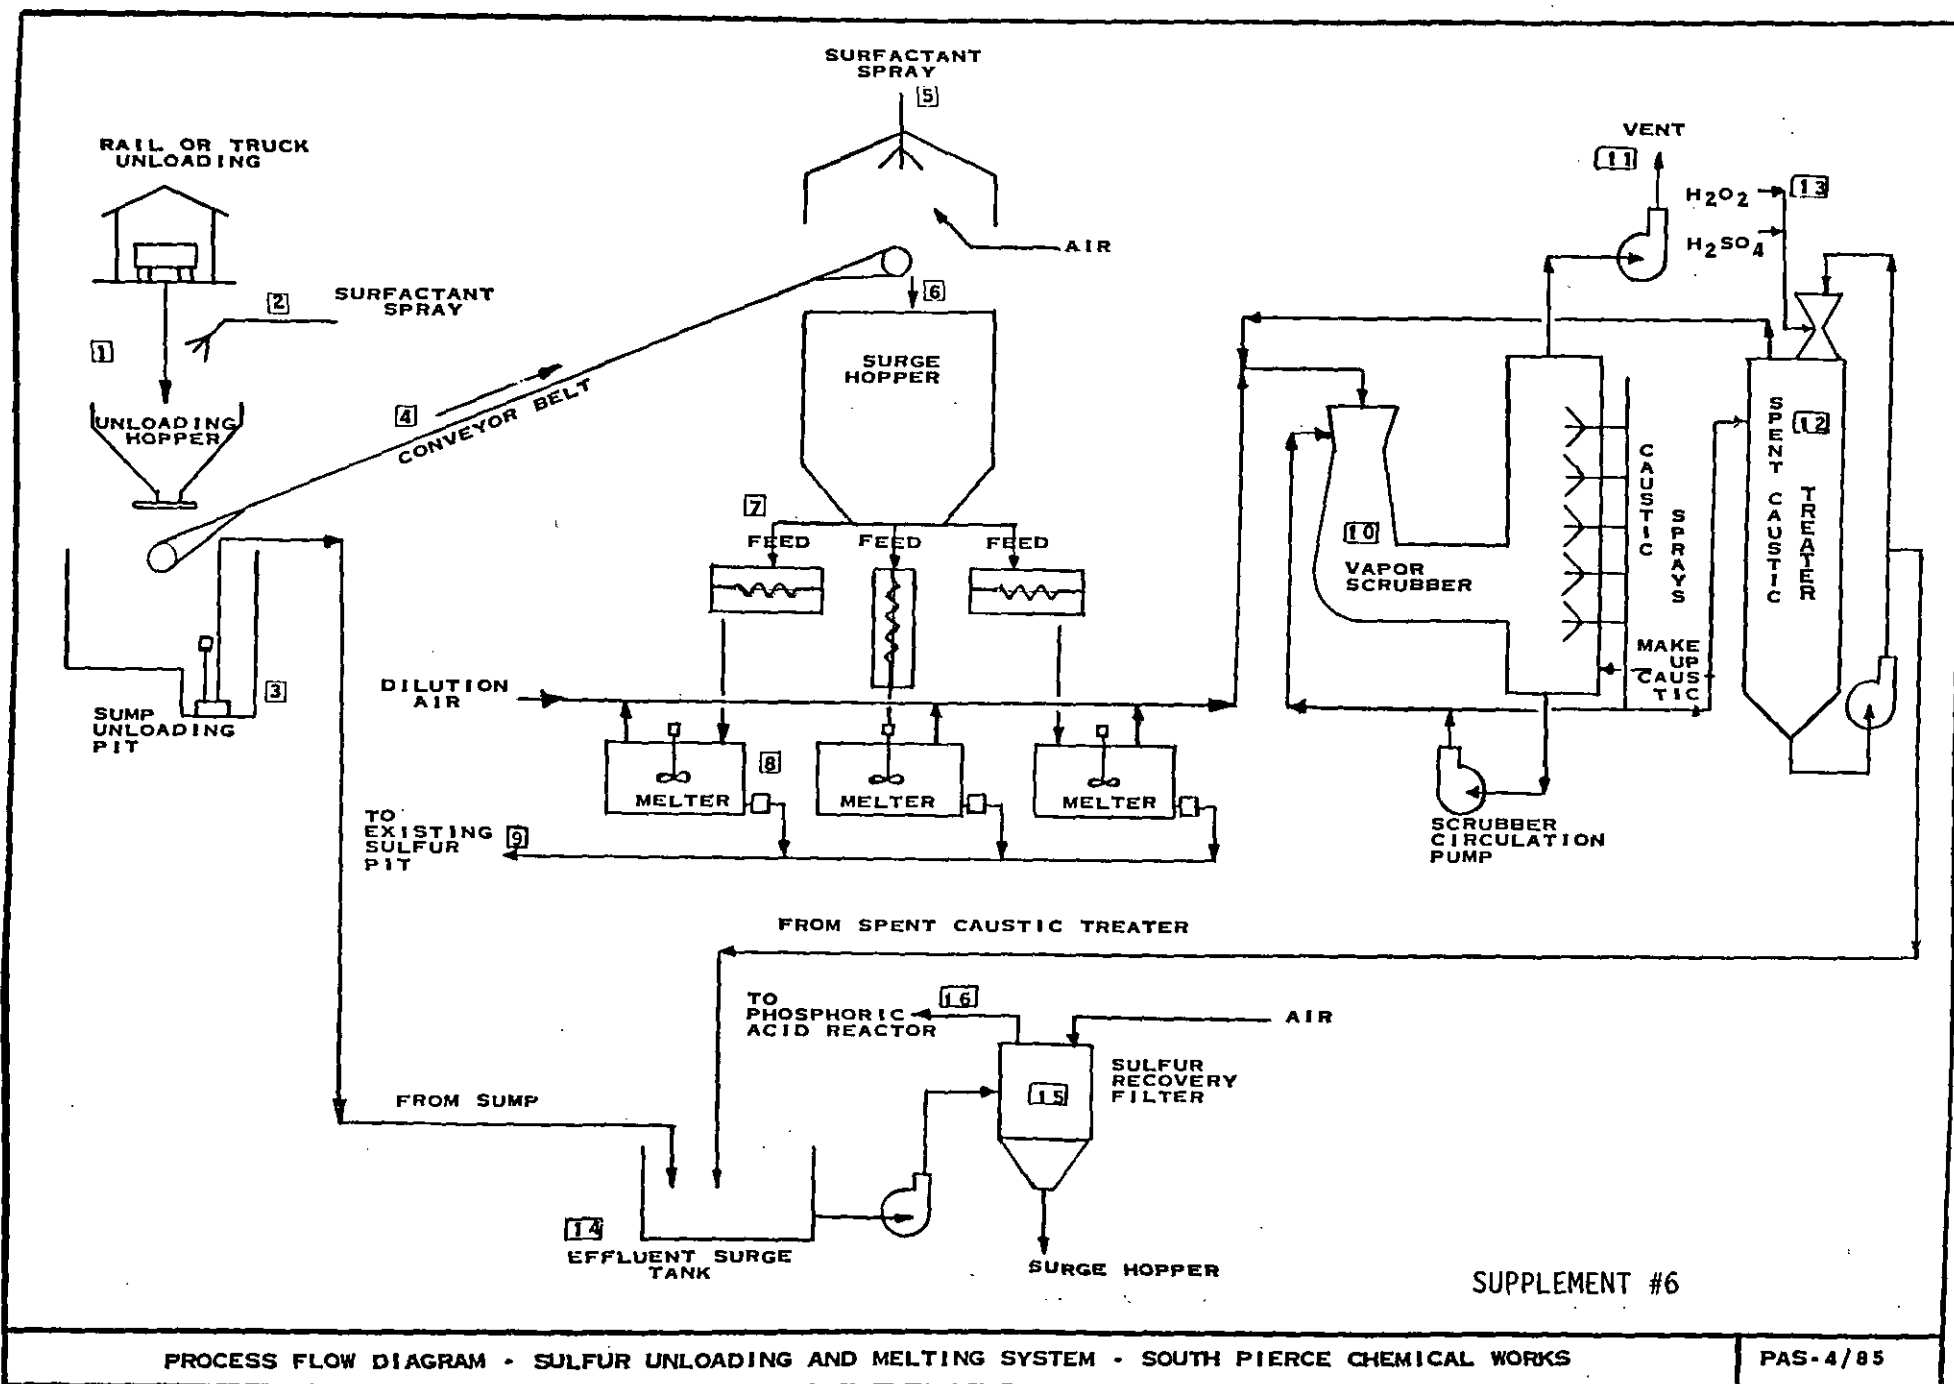 SURFACTANT
SPRAY
5
RAIL OR TRUCK
UNLOADING
2
SURFACTANT
SPRAY
1
UNLOADING
HOPPER
4
CONVEYOR BELT
AIR
6
SURGE
HOPPER
7
FEED
FEED
FEED
3
SUMP
UNLOADING
PIT
DILUTION
AIR
8
MELTER
MELTER
MELTER
TO
EXISTING
SULFUR
PIT
9
VENT
11
H2O2
13
H2SO4
10
VAPOR
SCRUBBER
CAUSTIC
SPRAYS
MAKE
UP
CAUS
TIC
SPENT CAUSTIC
TREATER
12
SCRUBBER
CIRCULATION
PUMP
FROM SPENT CAUSTIC TREATER
TO
PHOSPHORIC
ACID REACTOR
16
AIR
SULFUR
RECOVERY
FILTER
15
FROM SUMP
14
EFFLUENT SURGE
TANK
SURGE HOPPER
SUPPLEMENT #6
PROCESS FLOW DIAGRAM - SULFUR UNLOADING AND MELTING SYSTEM - SOUTH PIERCE CHEMICAL WORKS
PAS-4/85